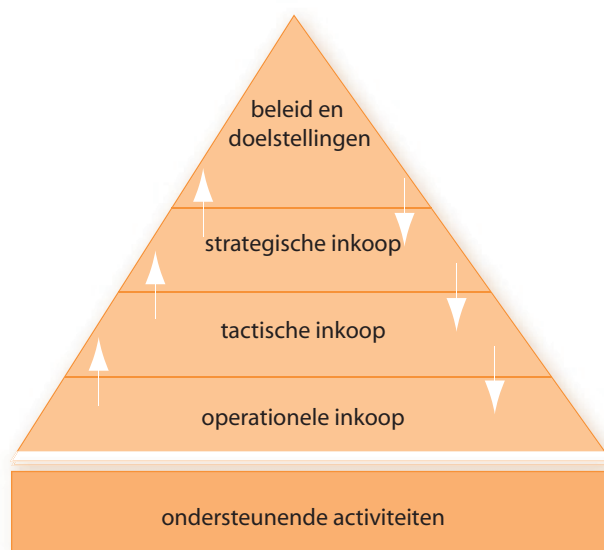 beleid en
doelstellingen
strategische inkoop
tactische inkoop
operationele inkoop
ondersteunende activiteiten